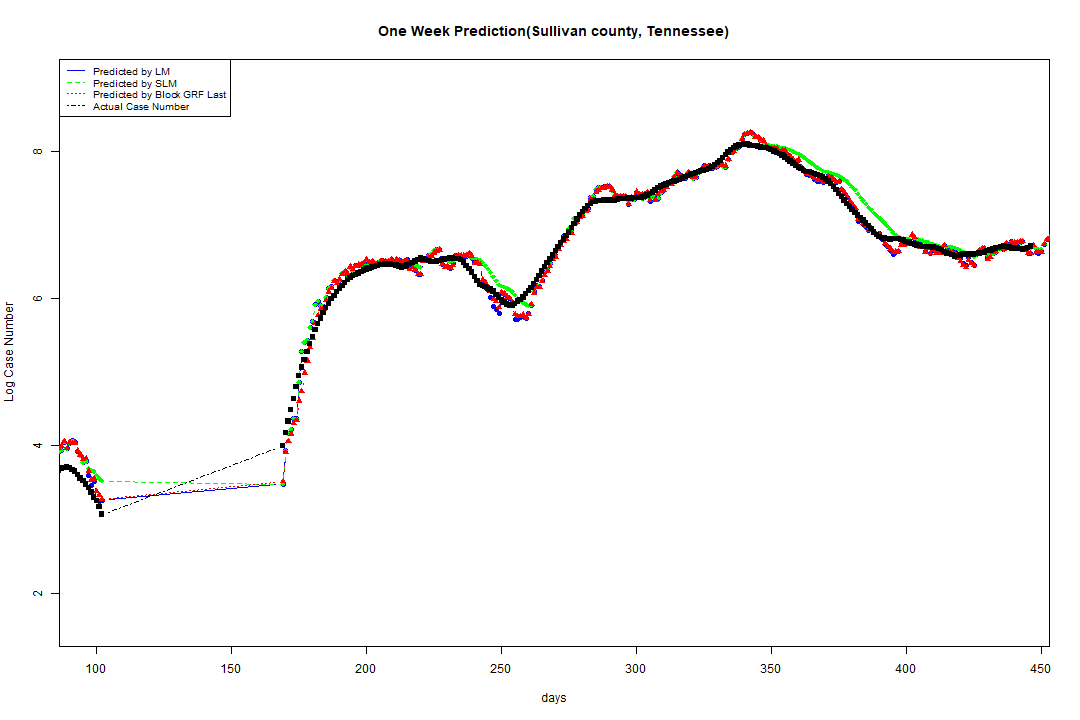 One Week Prediction(Sullivan county, Tennessee)
Predicted by LM
Predicted by SLM
Predicted by Block GRF Last
Actual Case Number
8
6
4
2
Log Case Number
100 150 200 250 300 350 400 450
days